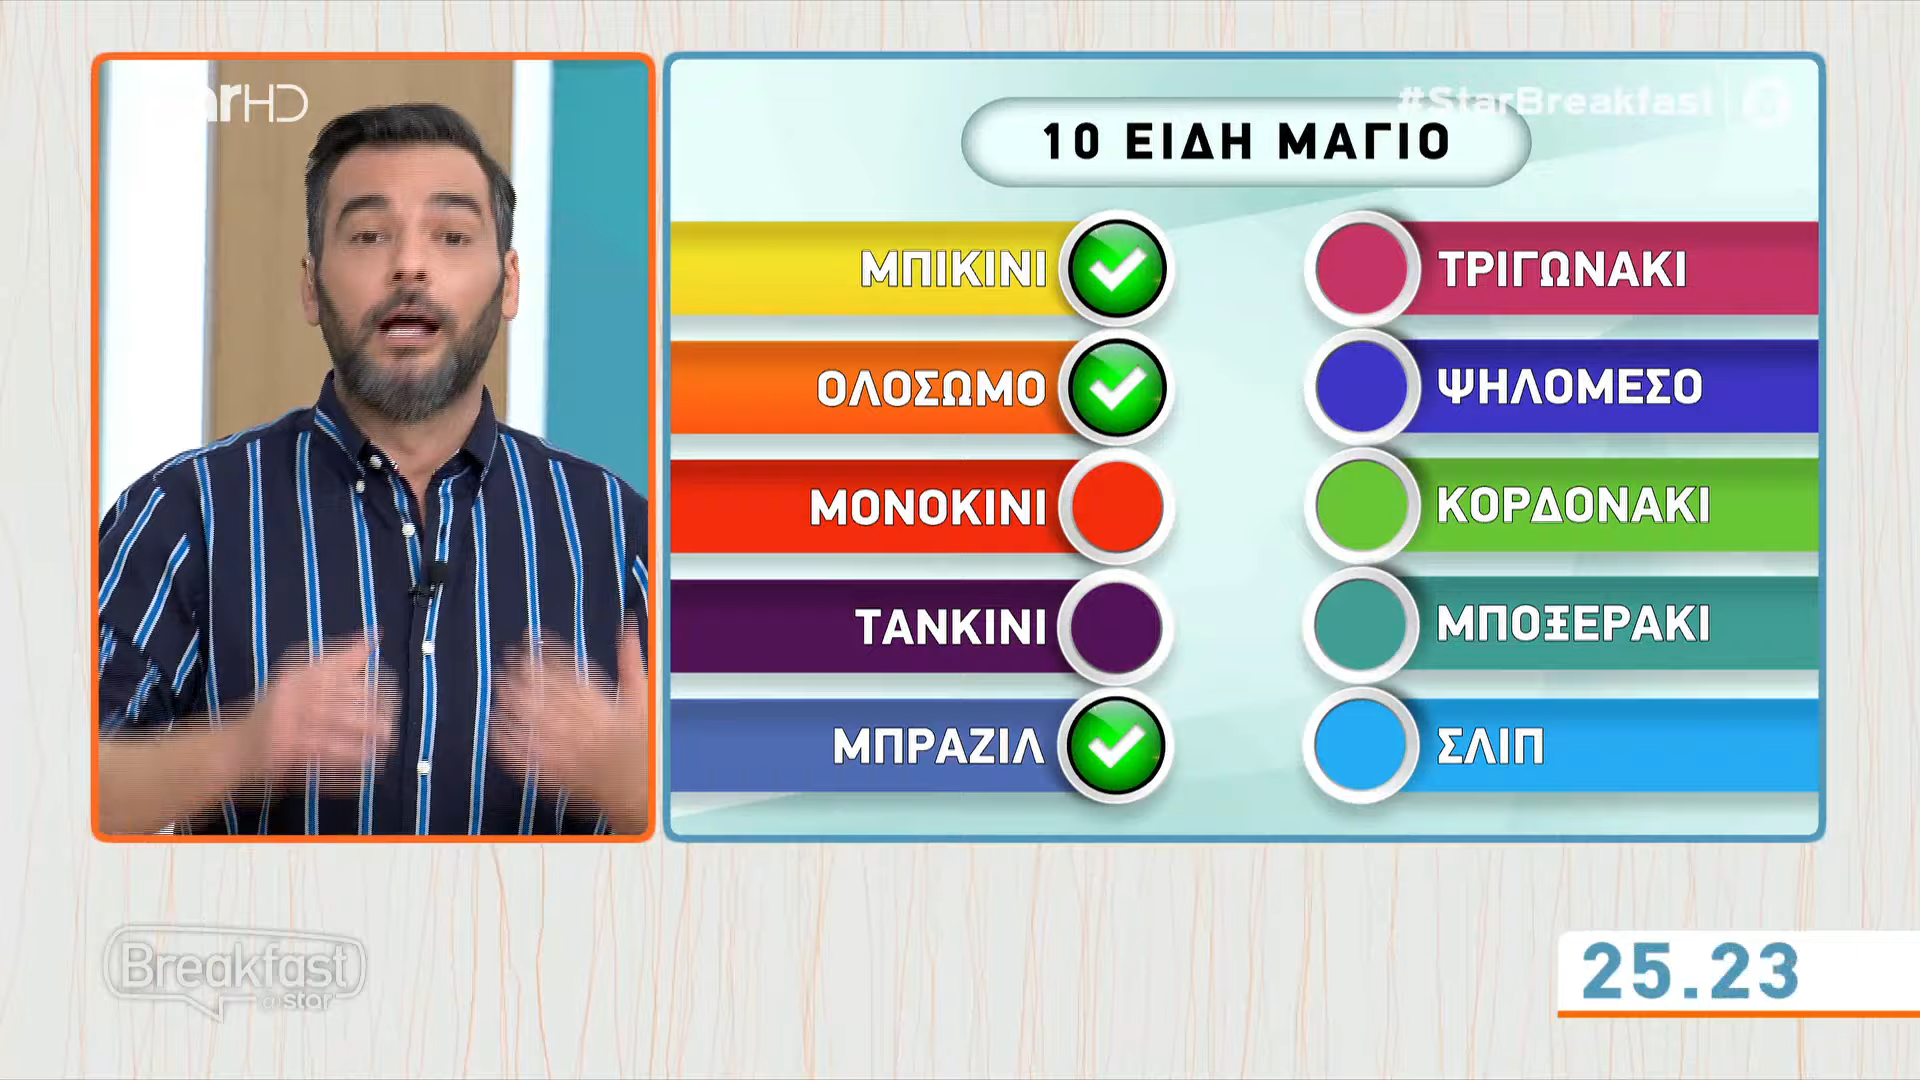 HD
#StarBreakfast
10 ΕΙΔΗ ΜΑΓΙΟ
ΜΠΙΚΙΝΙ
ΤΡΙΓΩΝΑΚΙ
ΟΛΟΣΩΜΟ
ΨΗΛΟΜΕΣΟ
ΜΟΝΟΚΙΝΙ
ΚΟΡΔΟΝΑΚΙ
ΤΑΝΚΙΝΙ
ΜΠΟΞΕΡΑΚΙ
ΜΠΡΑΖΙΛ
ΣΛΙΠ
Breakfast
@star
25.23